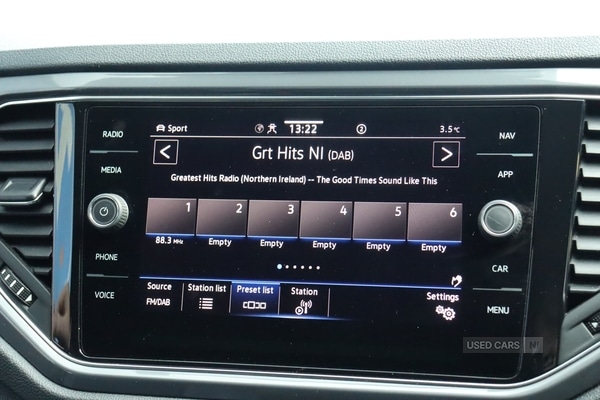 RADIO
MEDIA
PHONE
VOICE
Sport 13:22 2 3.5°C
< Grt Hits NI (DAB) >
Greatest Hits Radio (Northern Ireland) -- The Good Times Sound Like This
1 2 3 4 5 6
88.3 MHz Empty Empty Empty Empty Empty
Source Station list Preset list Station Settings
FM/DAB
NAV
APP
CAR
MENU
USED CARS NI